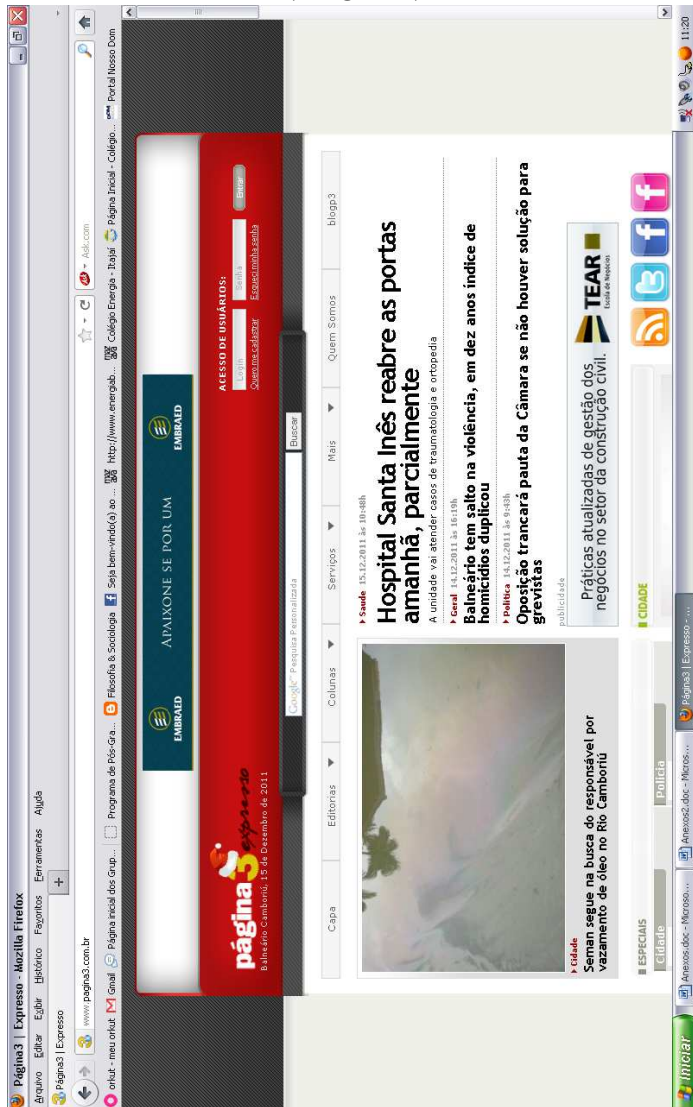 Página3 | Expresso - Mozilla Firefox
Arquivo Editar Exibir Histórico Favoritos Ferramentas Ajuda
Página3 | Expresso
www.pagina3.com.br
Ask.com
orkut - meu orkut Gmail Página inicial dos Grup... Programa de Pós-Gra... Filosofia & Sociologia Seja bem-vindo(a) ao ... http://www.energiab... Colégio Energia - Itajaí Página Inicial - Colégio... Portal Nosso Dom
EMBRAED
APAIXONE SE POR UM
EMBRAED
página3 expresso
Balneário Camboriú, 15 de Dezembro de 2011
ACESSO DE USUÁRIOS:
Login Senha Entrar
Quero me cadastrar Esqueci minha senha
Google™ Pesquisa Personalizada Buscar
Capa Editorias Colunas Serviços Mais Quem Somos blogp3
Cidade
Seman segue na busca do responsável por
vazamento de óleo no Rio Camboriú
Saude 15.12.2011 às 10:48h
Hospital Santa Inês reabre as portas
amanhã, parcialmente
A unidade vai atender casos de traumatologia e ortopedia
Geral 14.12.2011 às 16:19h
Balneário tem salto na violência, em dez anos índice de
homicídios duplicou
Política 14.12.2011 às 9:43h
Oposição trancará pauta da Câmara se não houver solução para
grevistas
publicidade
Práticas atualizadas de gestão dos
negócios no setor da construção civil.
TEAR
Escola de Negócios
ESPECIAIS
Cidade Polícia
CIDADE
Iniciar Anexos.doc - Microso... Anexos2.doc - Micros... Página3 | Expresso - ... 11:20